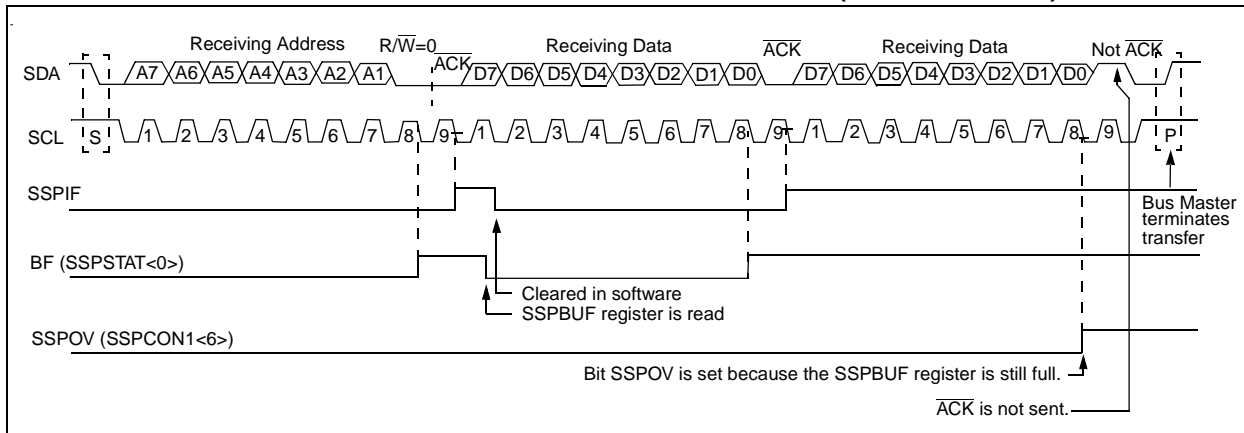 Receiving Address R/W=0 ACK Receiving Data ACK Receiving Data Not ACK
SDA A7 A6 A5 A4 A3 A2 A1 D7 D6 D5 D4 D3 D2 D1 D0 D7 D6 D5 D4 D3 D2 D1 D0
SCL S 1 2 3 4 5 6 7 8 9 1 2 3 4 5 6 7 8 9 1 2 3 4 5 6 7 8 9 P
SSPIF
Bus Master
terminates
transfer
BF (SSPSTAT<0>)
Cleared in software
SSPBUF register is read
SSPOV (SSPCON1<6>)
Bit SSPOV is set because the SSPBUF register is still full.
ACK is not sent.